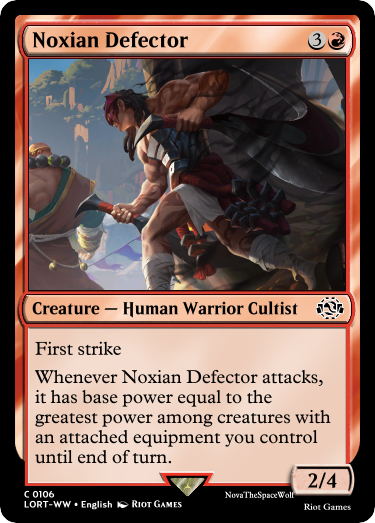 Noxian Defector 3
Creature — Human Warrior Cultist
First strike
Whenever Noxian Defector attacks,
it has base power equal to the
greatest power among creatures with
an attached equipment you control
until end of turn.
2/4
C 0106
LORT-WW • English Riot Games
NovaTheSpaceWolf
Riot Games